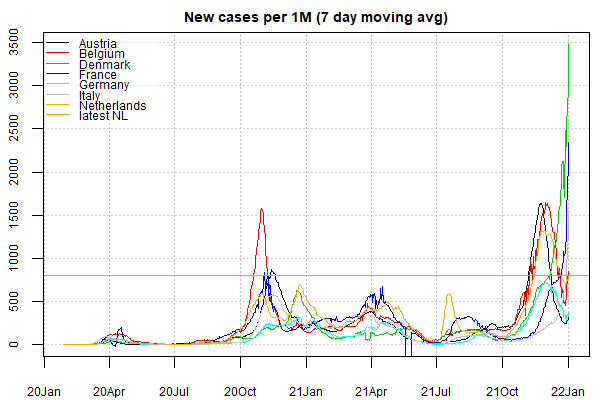 New cases per 1M (7 day moving avg)
3500
3000
2500
2000
1500
1000
500
0
Austria
Belgium
Denmark
France
Germany
Italy
Netherlands
latest NL
20Jan 20Apr 20Jul 20Oct 21Jan 21Apr 21Jul 21Oct 22Jan